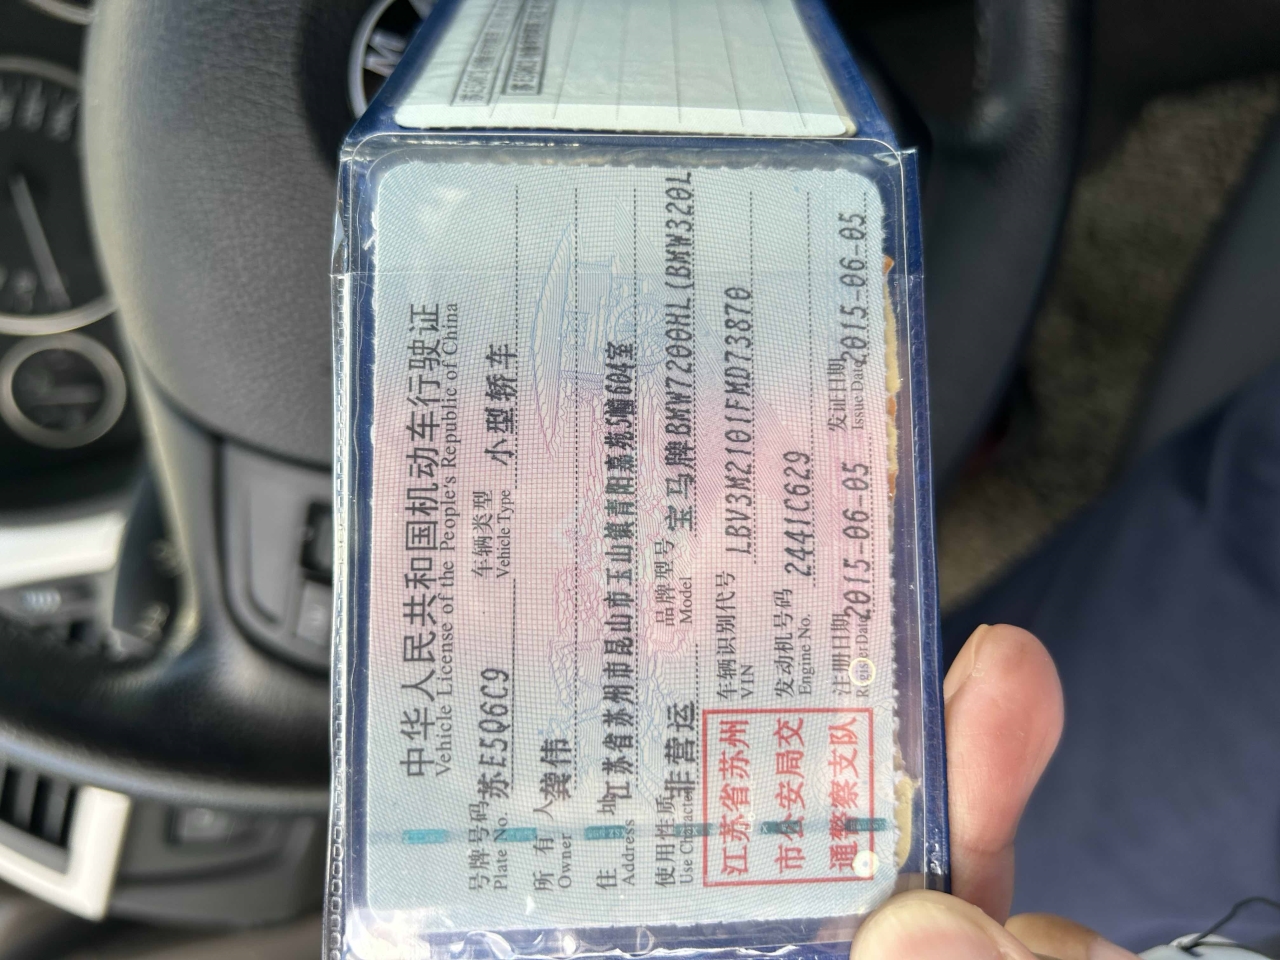 中华人民共和国机动车行驶证
Vehicle License of the People's Republic of China
号牌号码 苏E5Q6C9 车辆类型 小型轿车
Plate No. Vehicle Type
所有人 龚伟
Owner
住址 江苏省苏州市昆山市玉山镇青阳嘉苑5幢604室
Address
使用性质 非营运 品牌型号 宝马牌BMW7200HL(BMW320L
Use Character Model
江苏省苏州
市公安局交
通警察支队
车辆识别代号 LBV3M2101FMD73870
VIN
发动机号码 2441C629
Engine No.
注册日期 2015-06-05 发证日期 2015-06-05
Register Date Issue Date